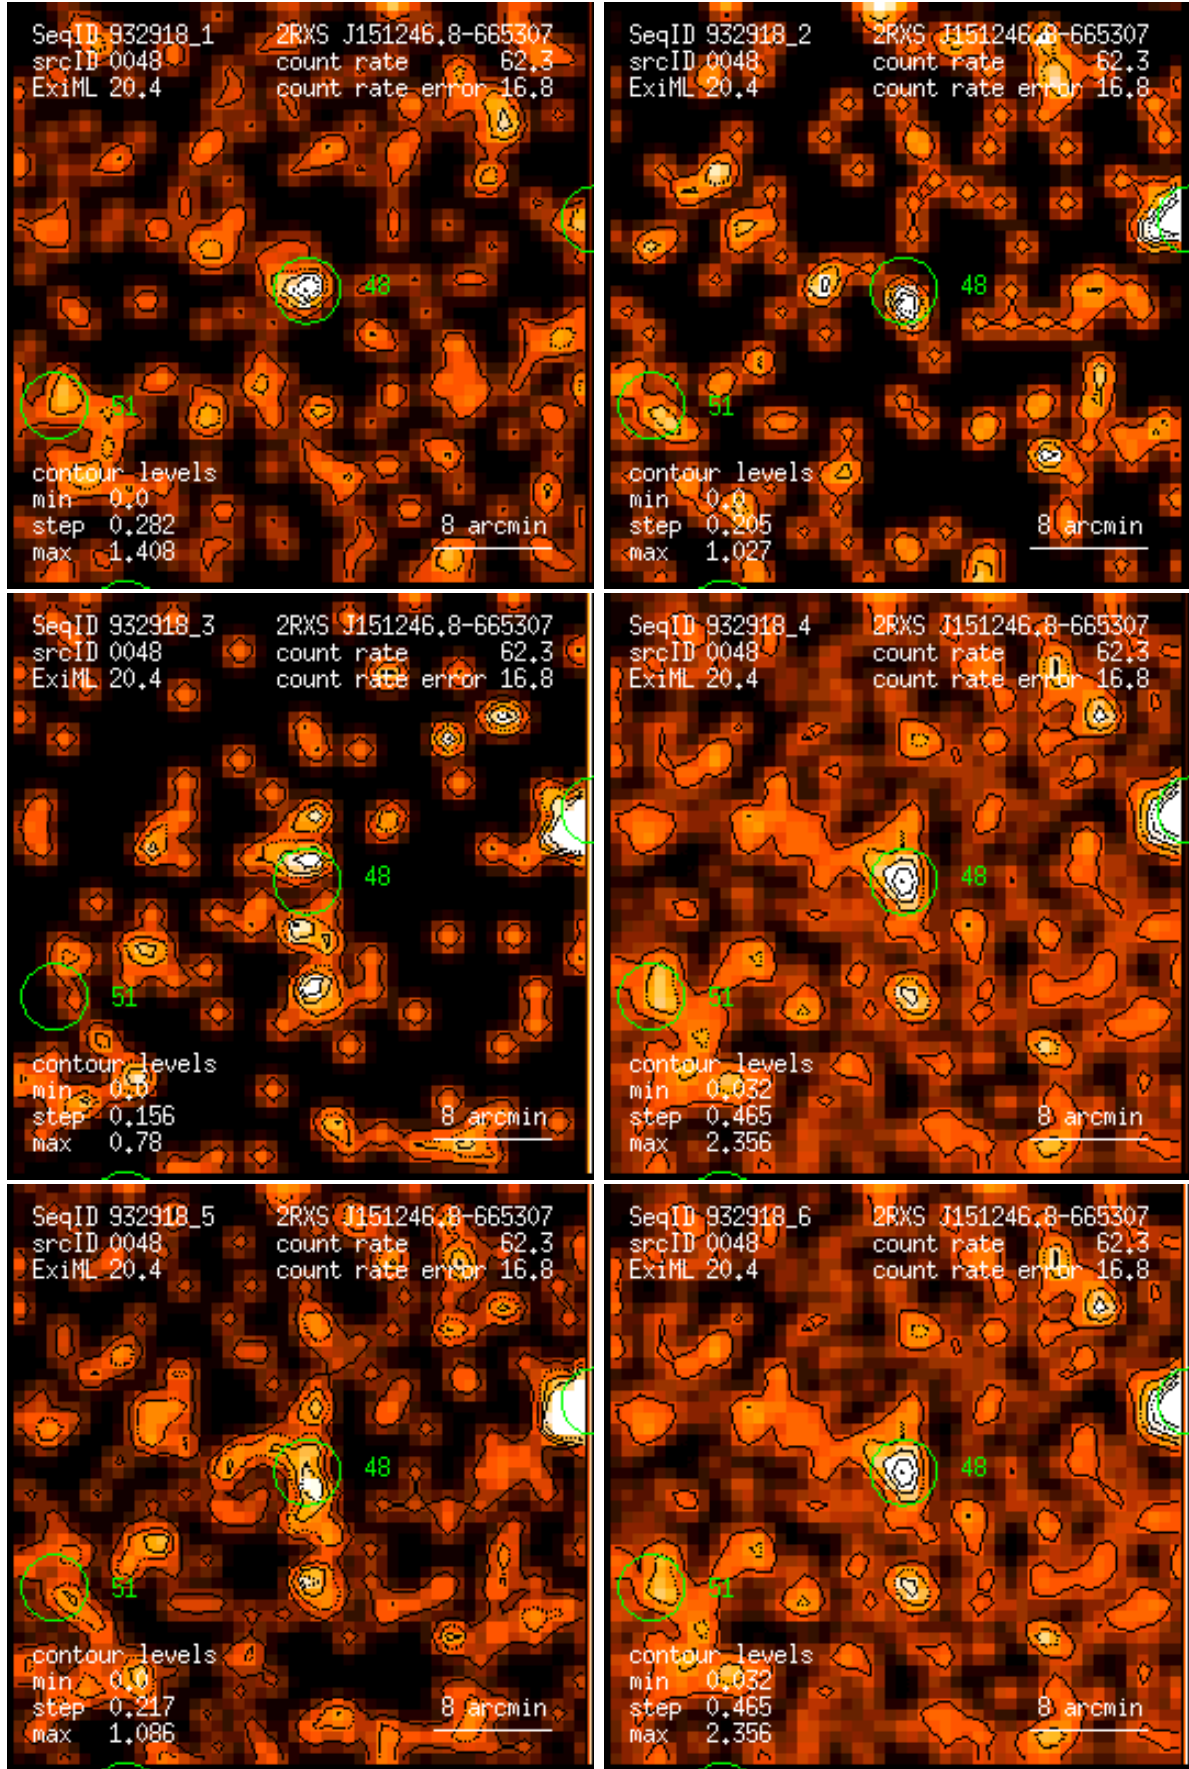 SeqID 932918_1 2RXS J151246.8-665307
srcID 0048 count rate 62.3
ExiML 20.4 count rate error 16.8
48
51
contour levels
min 0.0
step 0.282 8 arcmin
max 1.408
SeqID 932918_2 2RXS J151246.8-665307
srcID 0048 count rate 62.3
ExiML 20.4 count rate error 16.8
48
51
contour levels
min 0.0
step 0.205 8 arcmin
max 1.027
SeqID 932918_3 2RXS J151246.8-665307
srcID 0048 count rate 62.3
ExiML 20.4 count rate error 16.8
48
51
contour levels
min 0.0
step 0.156 8 arcmin
max 0.78
SeqID 932918_4 2RXS J151246.8-665307
srcID 0048 count rate 62.3
ExiML 20.4 count rate error 16.8
48
51
contour levels
min 0.032
step 0.465 8 arcmin
max 2.356
SeqID 932918_5 2RXS J151246.8-665307
srcID 0048 count rate 62.3
ExiML 20.4 count rate error 16.8
48
51
contour levels
min 0.0
step 0.217 8 arcmin
max 1.086
SeqID 932918_6 2RXS J151246.8-665307
srcID 0048 count rate 62.3
ExiML 20.4 count rate error 16.8
48
51
contour levels
min 0.032
step 0.465 8 arcmin
max 2.356